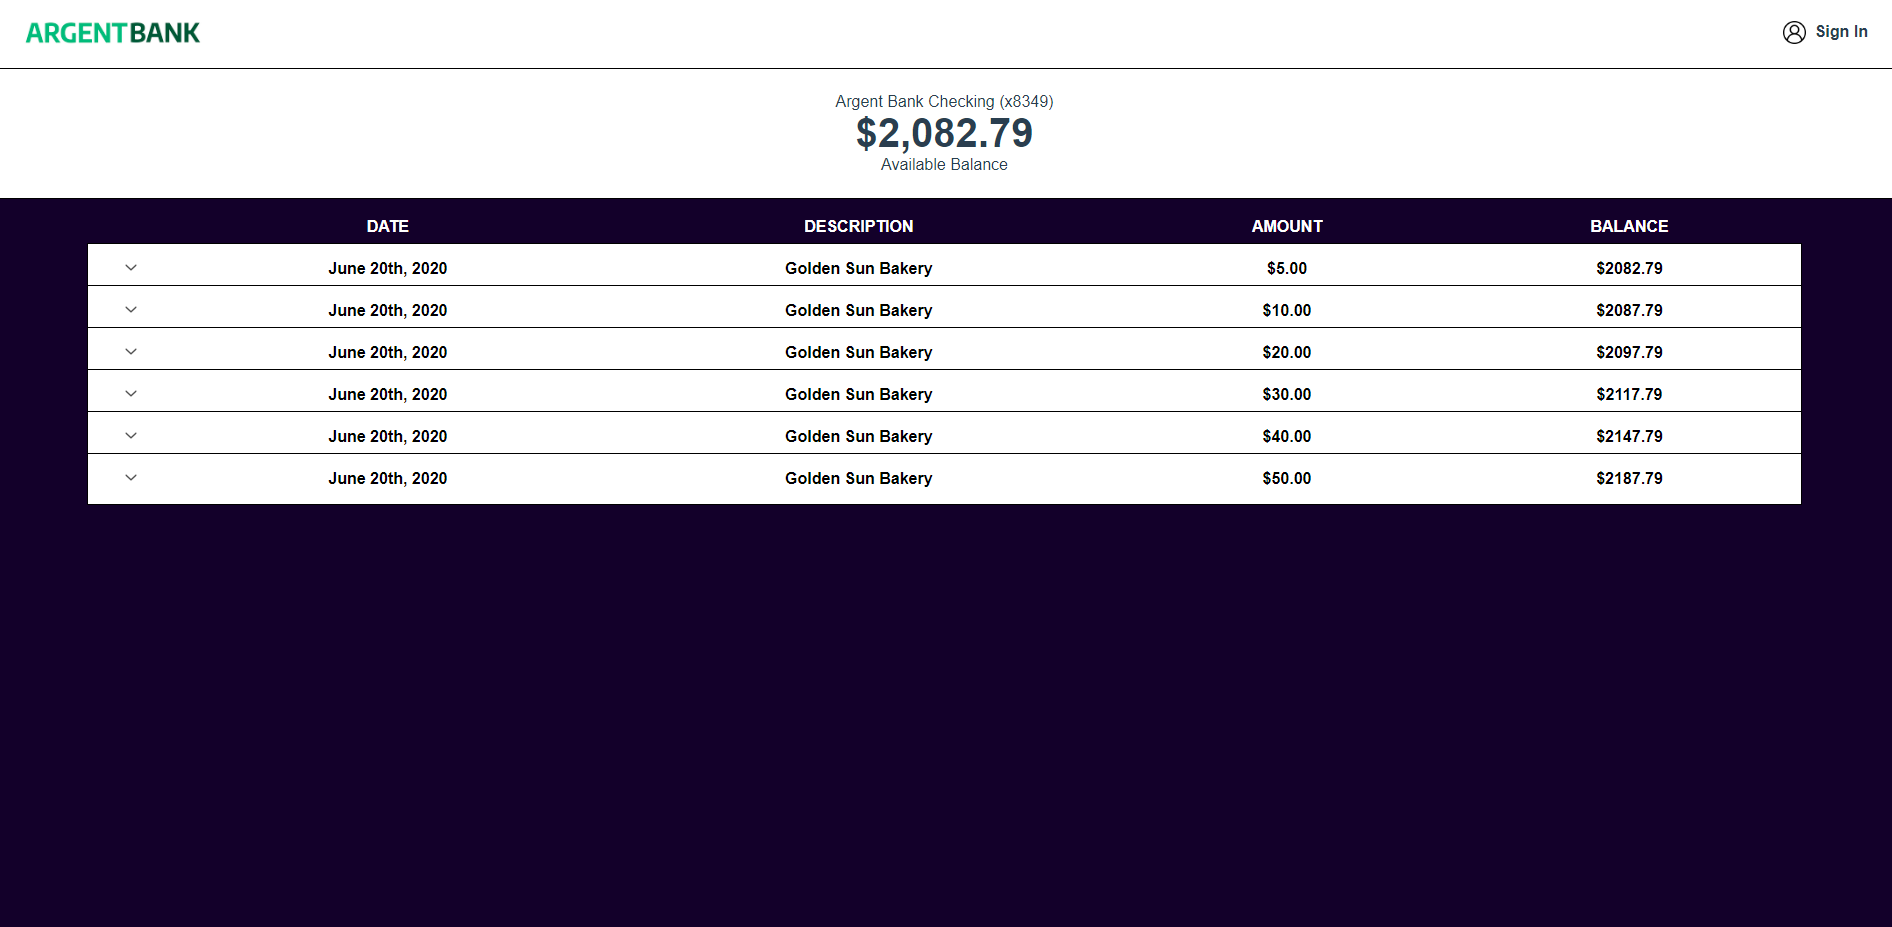 ARGENTBANK
Sign In
Argent Bank Checking (x8349)
$2,082.79
Available Balance
DATE DESCRIPTION AMOUNT BALANCE
June 20th, 2020 Golden Sun Bakery $5.00 $2082.79
June 20th, 2020 Golden Sun Bakery $10.00 $2087.79
June 20th, 2020 Golden Sun Bakery $20.00 $2097.79
June 20th, 2020 Golden Sun Bakery $30.00 $2117.79
June 20th, 2020 Golden Sun Bakery $40.00 $2147.79
June 20th, 2020 Golden Sun Bakery $50.00 $2187.79